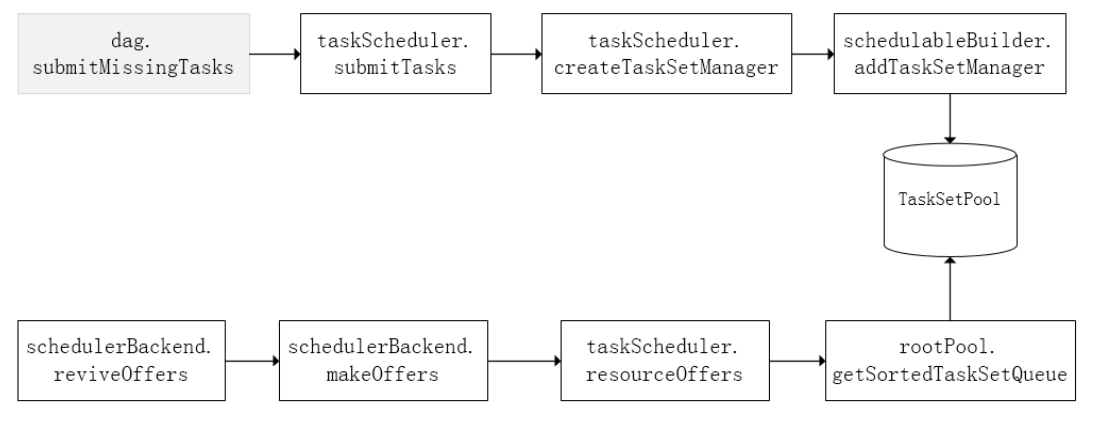 dag.
submitMissingTasks
taskScheduler.
submitTasks
taskScheduler.
createTaskSetManager
schedulableBuilder.
addTaskSetManager
TaskSetPool
schedulerBackend.
reviveOffers
schedulerBackend.
makeOffers
taskScheduler.
resourceOffers
rootPool.
getSortedTaskSetQueue